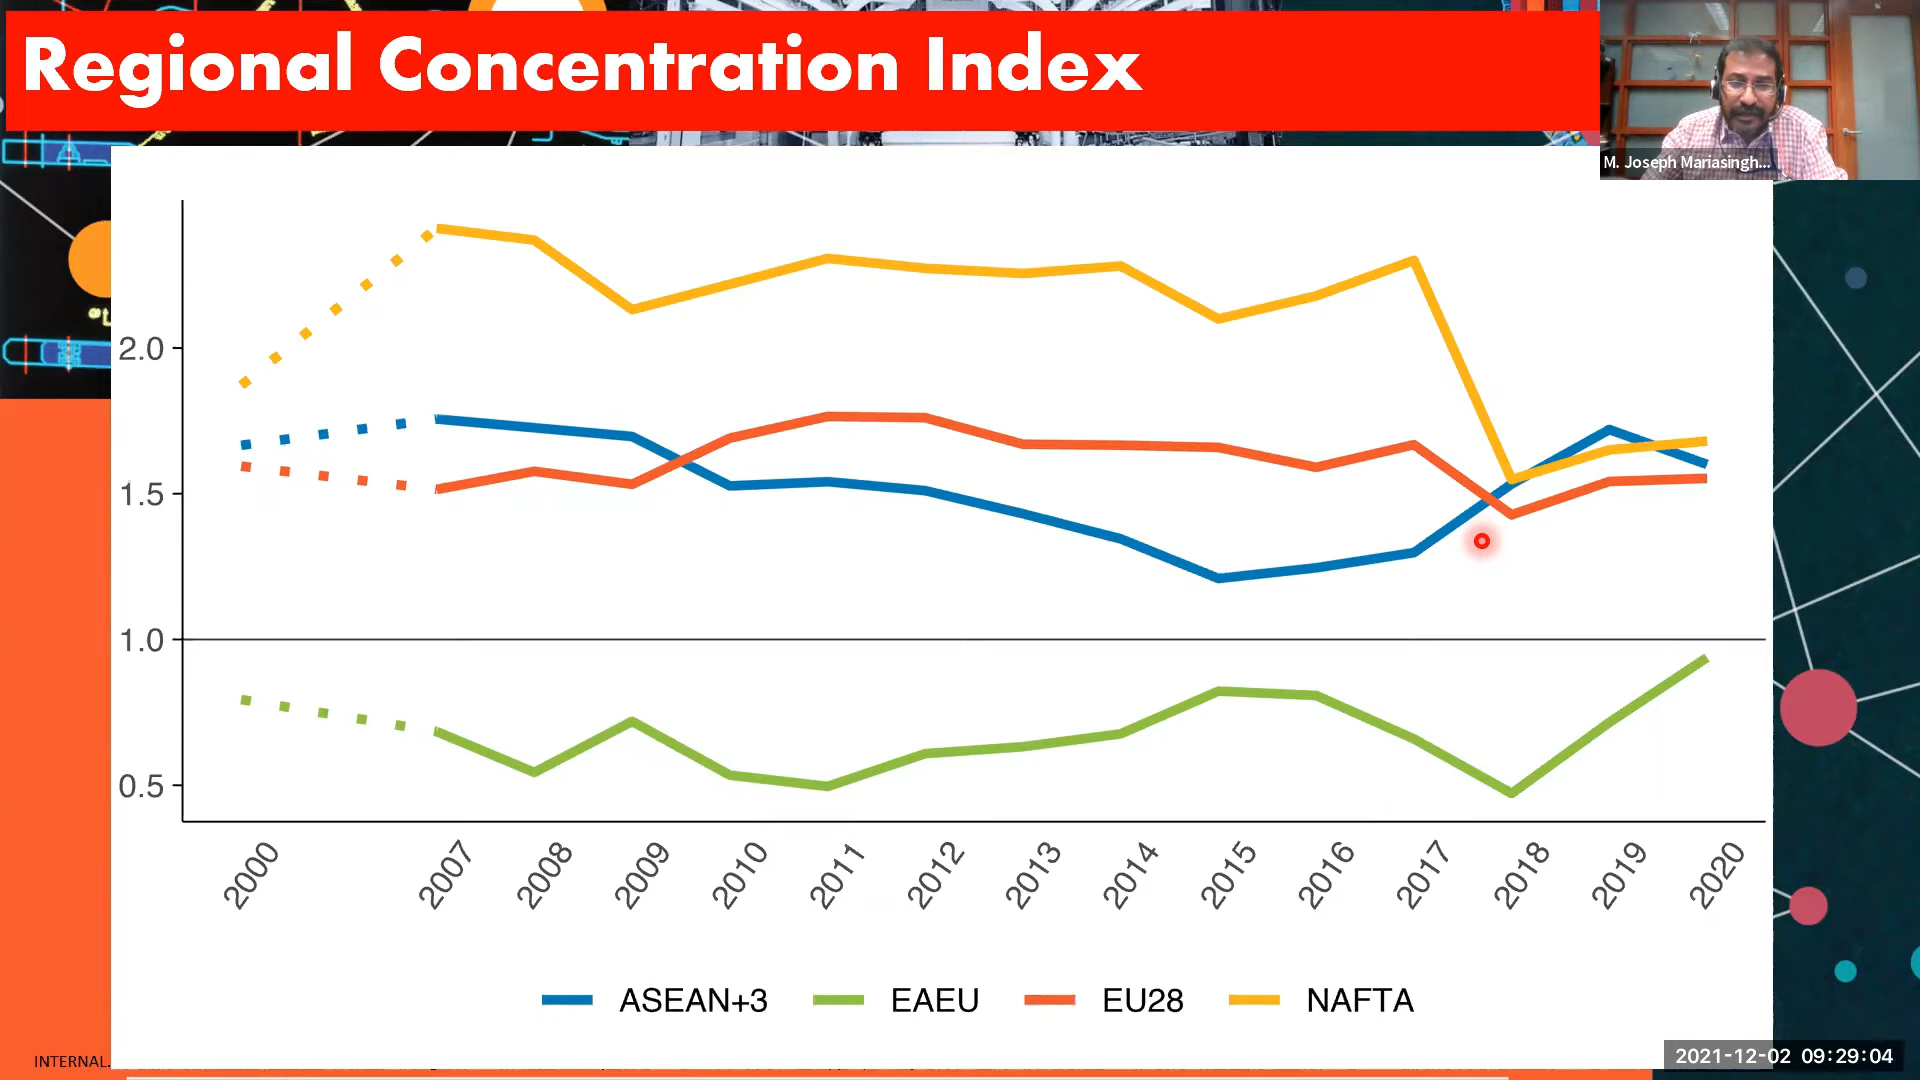 Regional Concentration Index
M. Joseph Mariasingh...
2.0
1.5
1.0
0.5
2000 2007 2008 2009 2010 2011 2012 2013 2014 2015 2016 2017 2018 2019 2020
ASEAN+3 EAEU EU28 NAFTA
INTERNAL.
2021-12-02 09:29:04